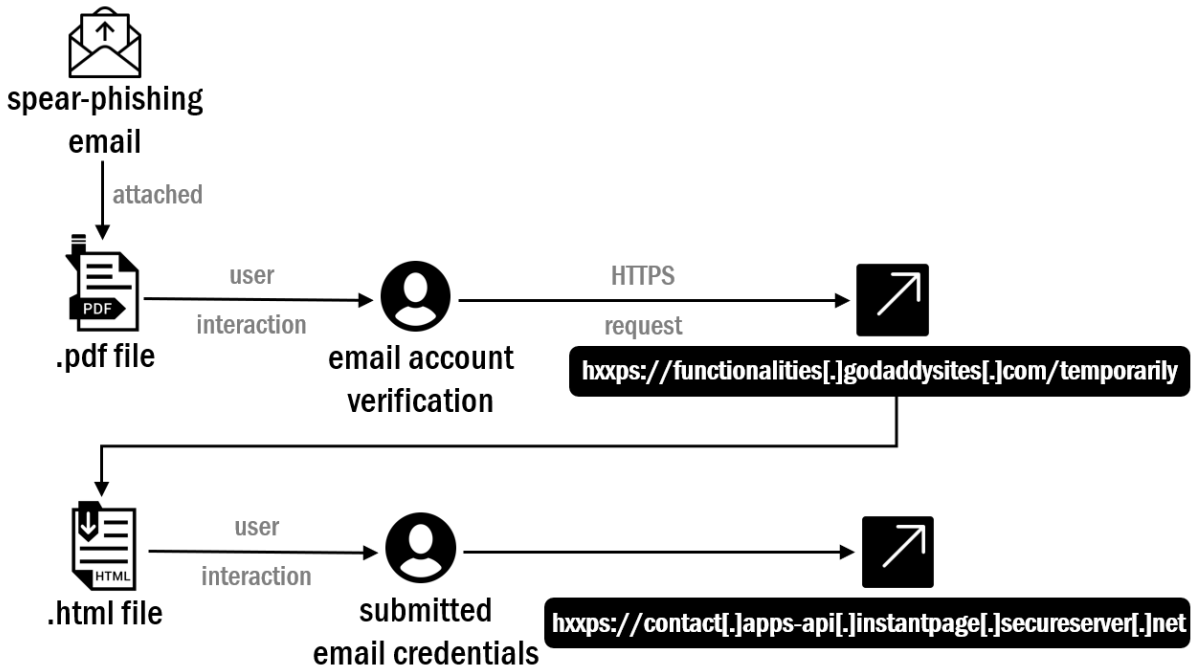 spear-phishing
email
attached
PDF
.pdf file
user
interaction
email account
verification
HTTPS
request
hxxps://functionalities[.]godaddysites[.]com/temporarily
HTML
.html file
user
interaction
submitted
email credentials
hxxps://contact[.]apps-api[.]instantpage[.]secureserver[.]net